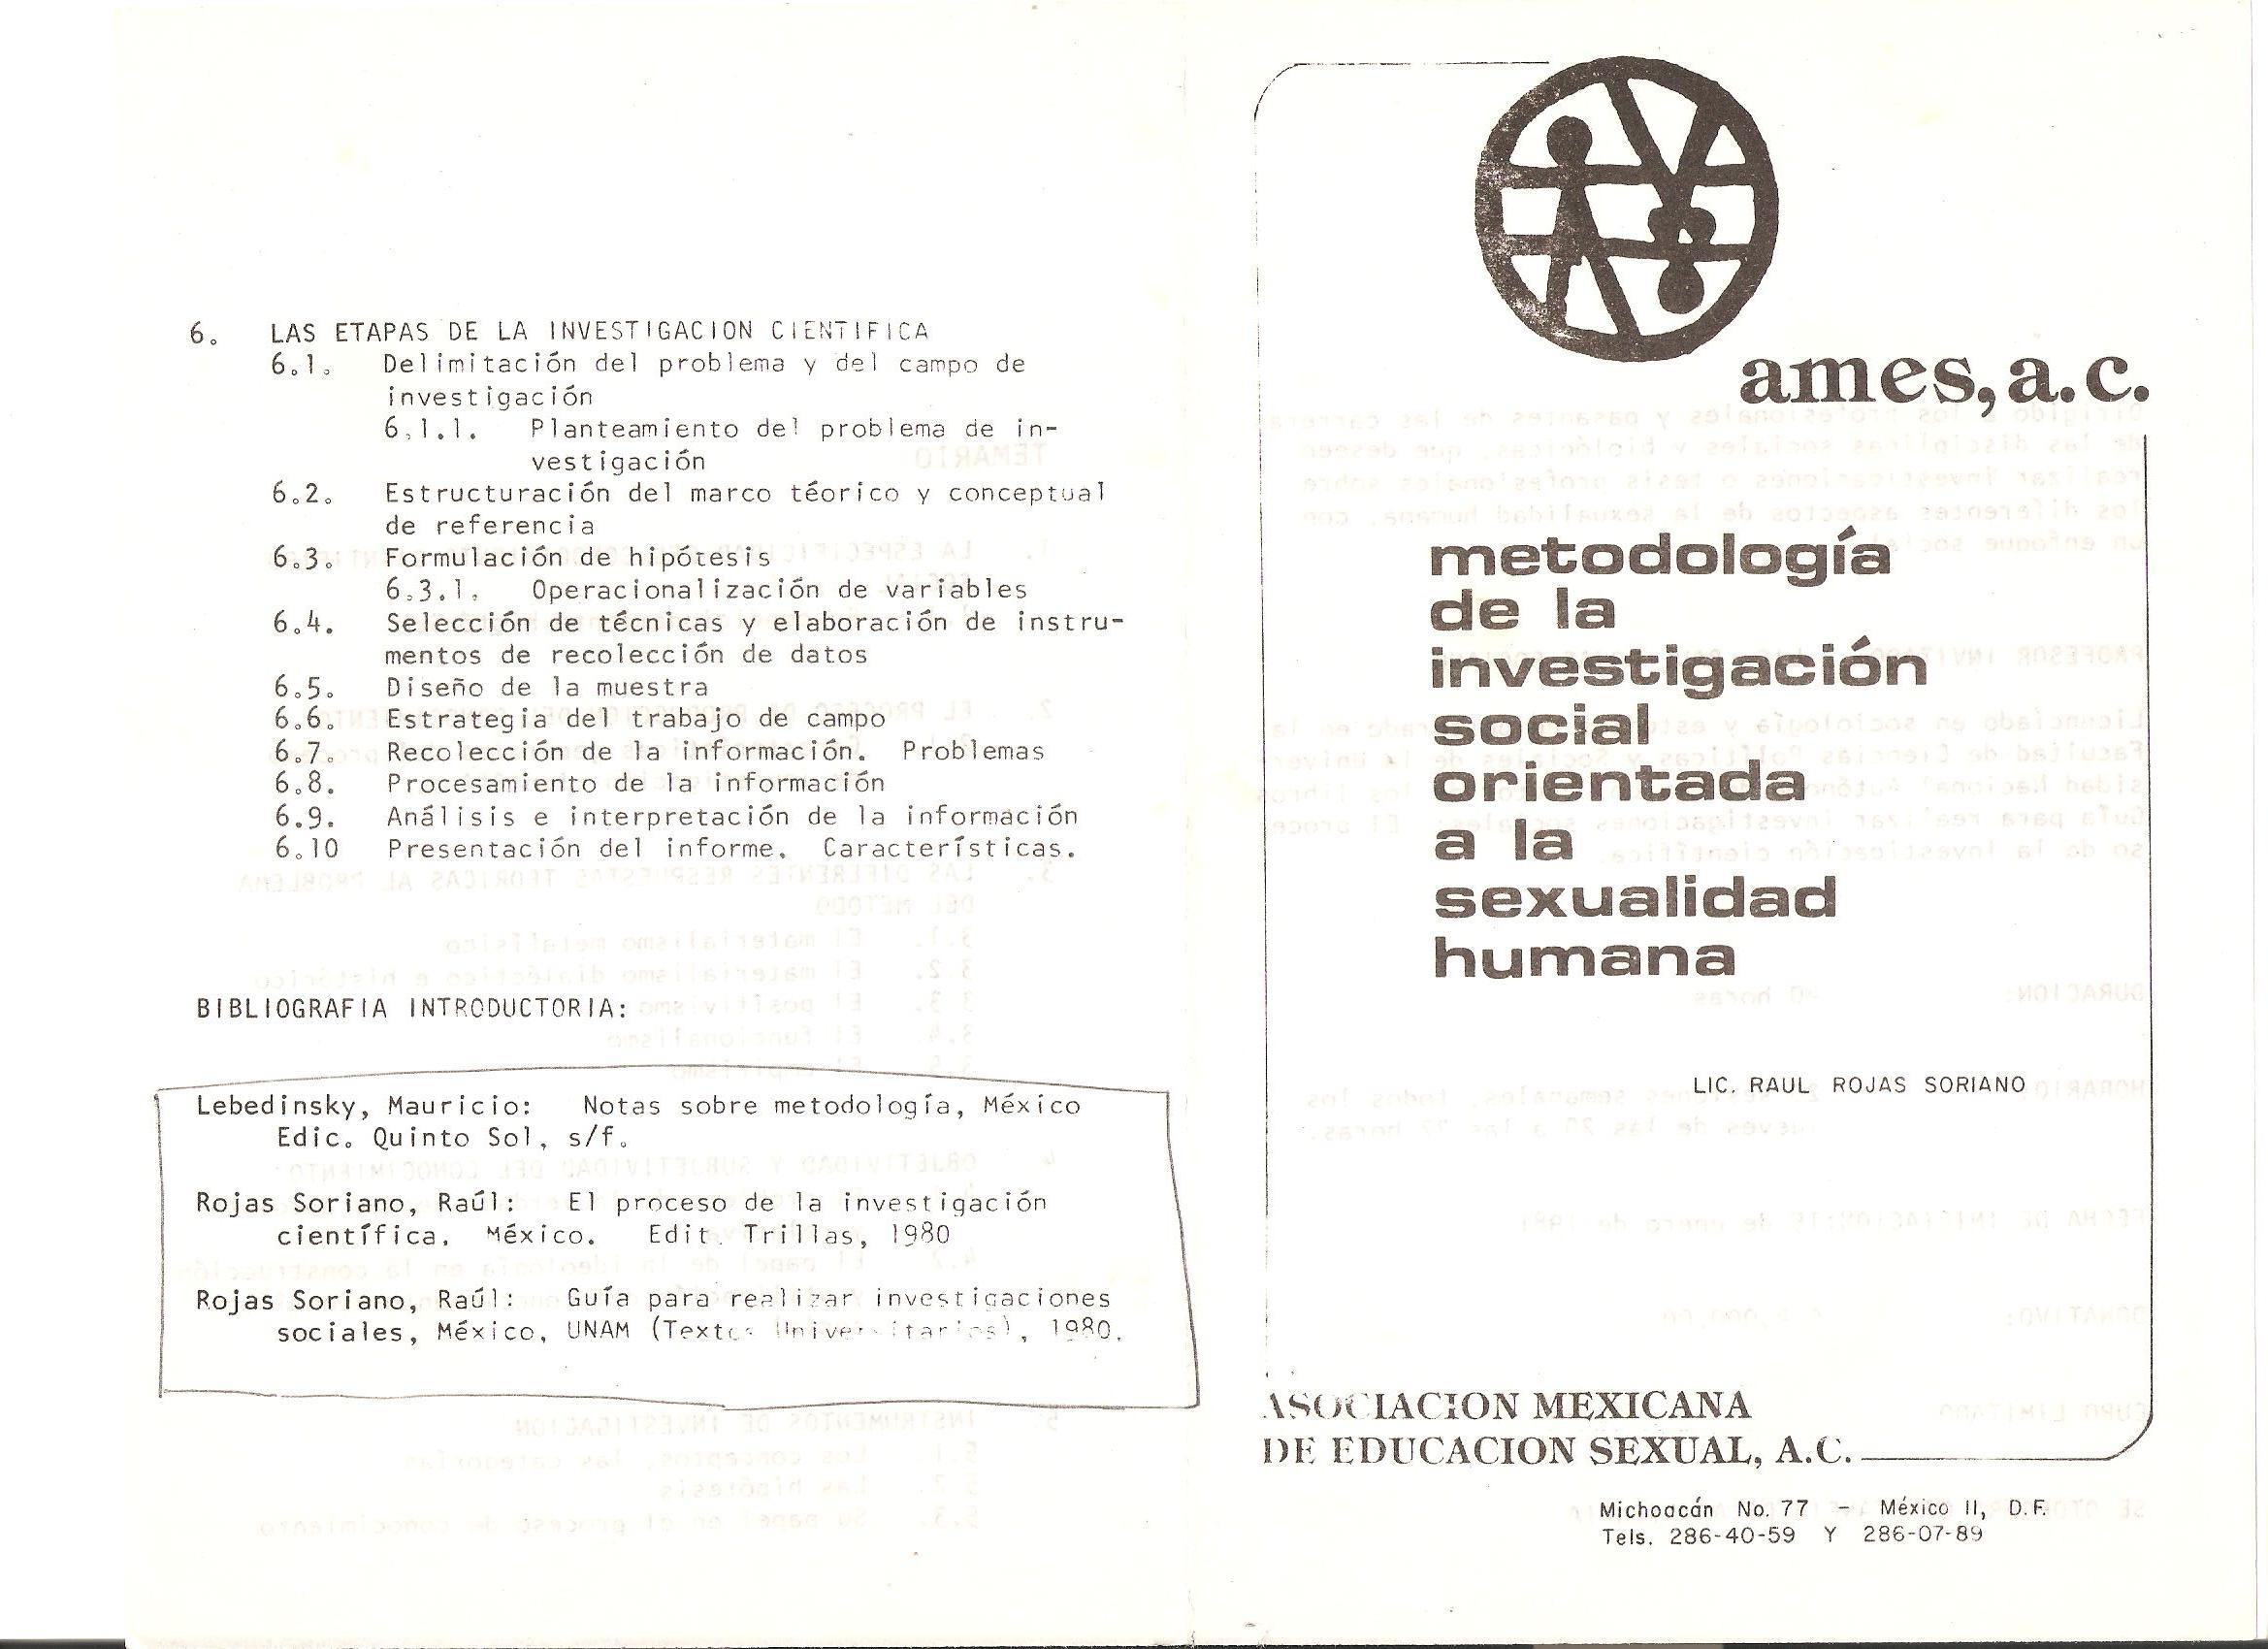 6. LAS ETAPAS DE LA INVESTIGACION CIENTIFICA
6.1. Delimitación del problema y del campo de
investigación
6.1.1. Planteamiento del problema de in-
vestigación
6.2. Estructuración del marco téorico y conceptual
de referencia
6.3. Formulación de hipótesis
6.3.1. Operacionalización de variables
6.4. Selección de técnicas y elaboración de instru-
mentos de recolección de datos
6.5. Diseño de la muestra
6.6. Estrategia del trabajo de campo
6.7. Recolección de la información. Problemas
6.8. Procesamiento de la información
6.9. Análisis e interpretación de la información
6.10 Presentación del informe. Características.
BIBLIOGRAFIA INTRODUCTORIA:
Lebedinsky, Mauricio: Notas sobre metodología, México
Edic. Quinto Sol, s/f.
Rojas Soriano, Raúl: El proceso de la investigación
científica. México. Edit. Trillas, 1980
Rojas Soriano, Raúl: Guía para realizar investigaciones
sociales, México, UNAM (Textos Universitarios), 1980.
ames, a.c.
metodología
de la
investigación
social
orientada
a la
sexualidad
humana
LIC. RAUL ROJAS SORIANO
ASOCIACION MEXICANA
DE EDUCACION SEXUAL, A.C.
Michoacán No. 77 - México II, D.F.
Tels. 286-40-59 Y 286-07-89